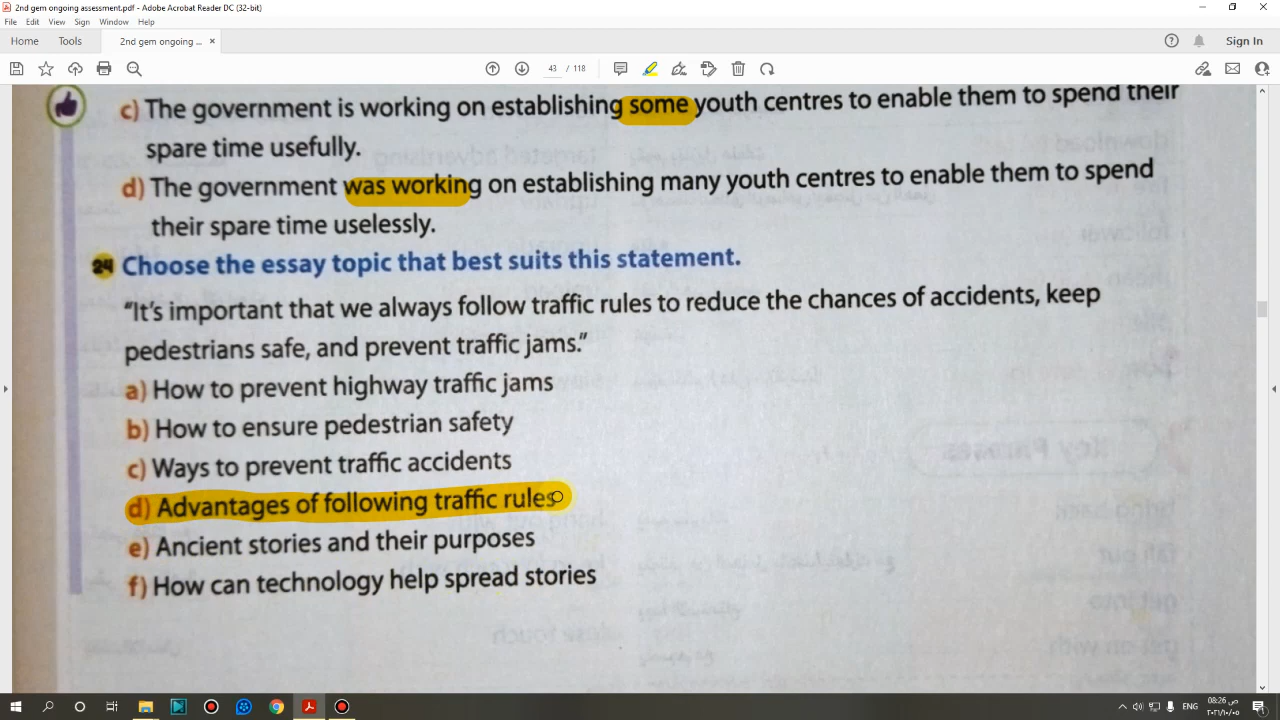 2nd gem ongoing assessment.pdf - Adobe Acrobat Reader DC (32-bit)
File Edit View Sign Window Help
Home Tools 2nd gem ongoing ... × Sign In
43 / 118
c) The government is working on establishing some youth centres to enable them to spend their
spare time usefully.
d) The government was working on establishing many youth centres to enable them to spend
their spare time uselessly.
24 Choose the essay topic that best suits this statement.
"It's important that we always follow traffic rules to reduce the chances of accidents, keep
pedestrians safe, and prevent traffic jams."
a) How to prevent highway traffic jams
b) How to ensure pedestrian safety
c) Ways to prevent traffic accidents
d) Advantages of following traffic rules
e) Ancient stories and their purposes
f) How can technology help spread stories
ENG
08:26 ص
٢٠٢١/١٠/٠٥